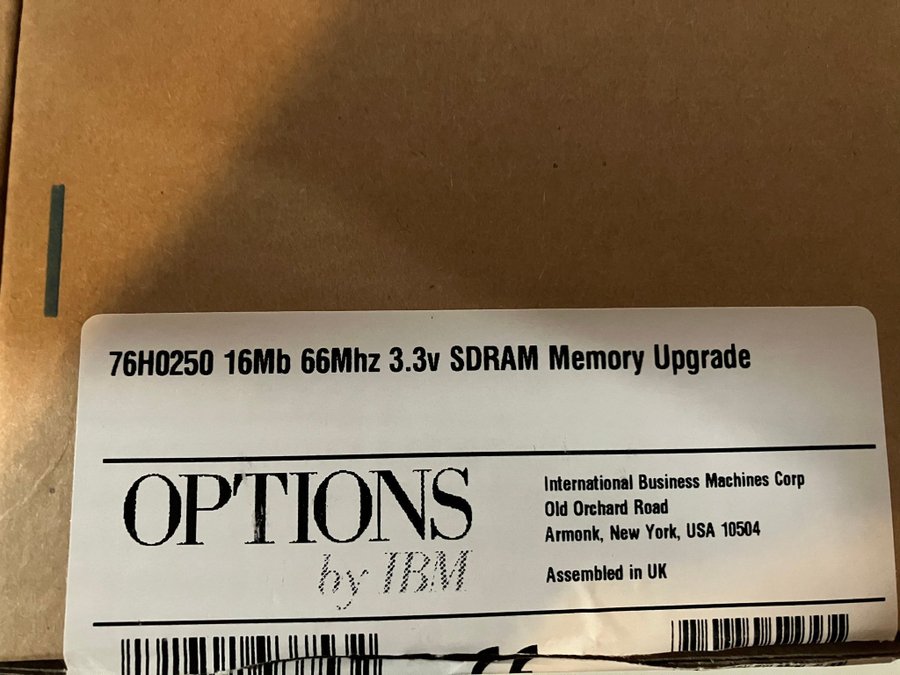 76H0250 16Mb 66Mhz 3.3v SDRAM Memory Upgrade
OPTIONS
by IBM
International Business Machines Corp
Old Orchard Road
Armonk, New York, USA 10504
Assembled in UK